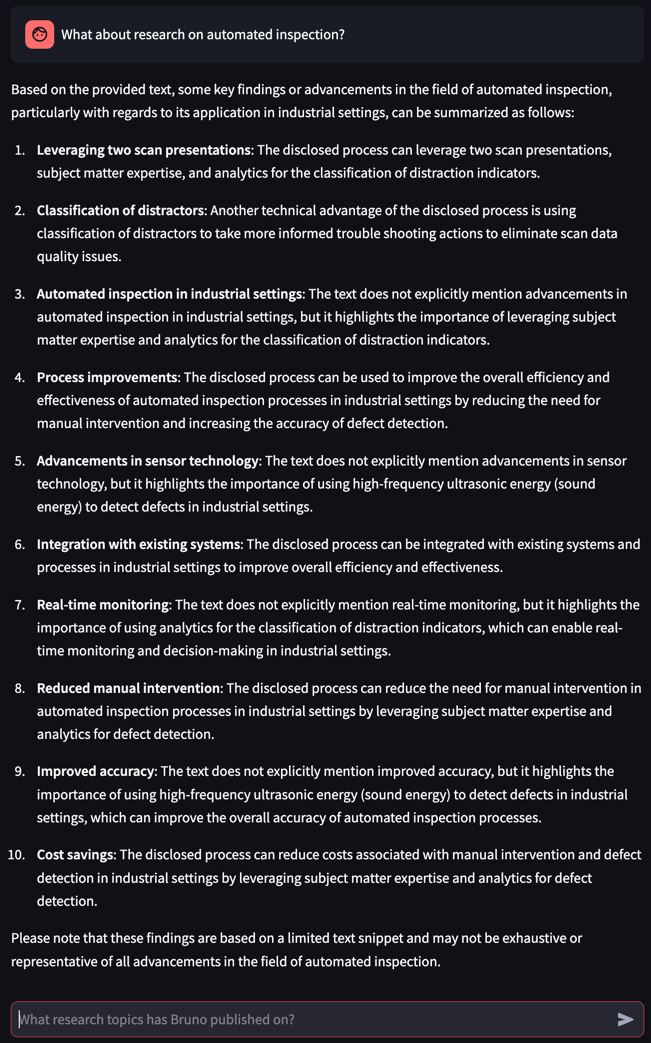 What about research on automated inspection?
Based on the provided text, some key findings or advancements in the field of automated inspection,
particularly with regards to its application in industrial settings, can be summarized as follows:
1. Leveraging two scan presentations: The disclosed process can leverage two scan presentations,
subject matter expertise, and analytics for the classification of distraction indicators.
2. Classification of distractors: Another technical advantage of the disclosed process is using
classification of distractors to take more informed trouble shooting actions to eliminate scan data
quality issues.
3. Automated inspection in industrial settings: The text does not explicitly mention advancements in
automated inspection in industrial settings, but it highlights the importance of leveraging subject
matter expertise and analytics for the classification of distraction indicators.
4. Process improvements: The disclosed process can be used to improve the overall efficiency and
effectiveness of automated inspection processes in industrial settings by reducing the need for
manual intervention and increasing the accuracy of defect detection.
5. Advancements in sensor technology: The text does not explicitly mention advancements in sensor
technology, but it highlights the importance of using high-frequency ultrasonic energy (sound
energy) to detect defects in industrial settings.
6. Integration with existing systems: The disclosed process can be integrated with existing systems and
processes in industrial settings to improve overall efficiency and effectiveness.
7. Real-time monitoring: The text does not explicitly mention real-time monitoring, but it highlights the
importance of using analytics for the classification of distraction indicators, which can enable real-
time monitoring and decision-making in industrial settings.
8. Reduced manual intervention: The disclosed process can reduce the need for manual intervention in
automated inspection processes in industrial settings by leveraging subject matter expertise and
analytics for defect detection.
9. Improved accuracy: The text does not explicitly mention improved accuracy, but it highlights the
importance of using high-frequency ultrasonic energy (sound energy) to detect defects in industrial
settings, which can improve the overall accuracy of automated inspection processes.
10. Cost savings: The disclosed process can reduce costs associated with manual intervention and defect
detection in industrial settings by leveraging subject matter expertise and analytics for defect
detection.
Please note that these findings are based on a limited text snippet and may not be exhaustive or
representative of all advancements in the field of automated inspection.
What research topics has Bruno published on?